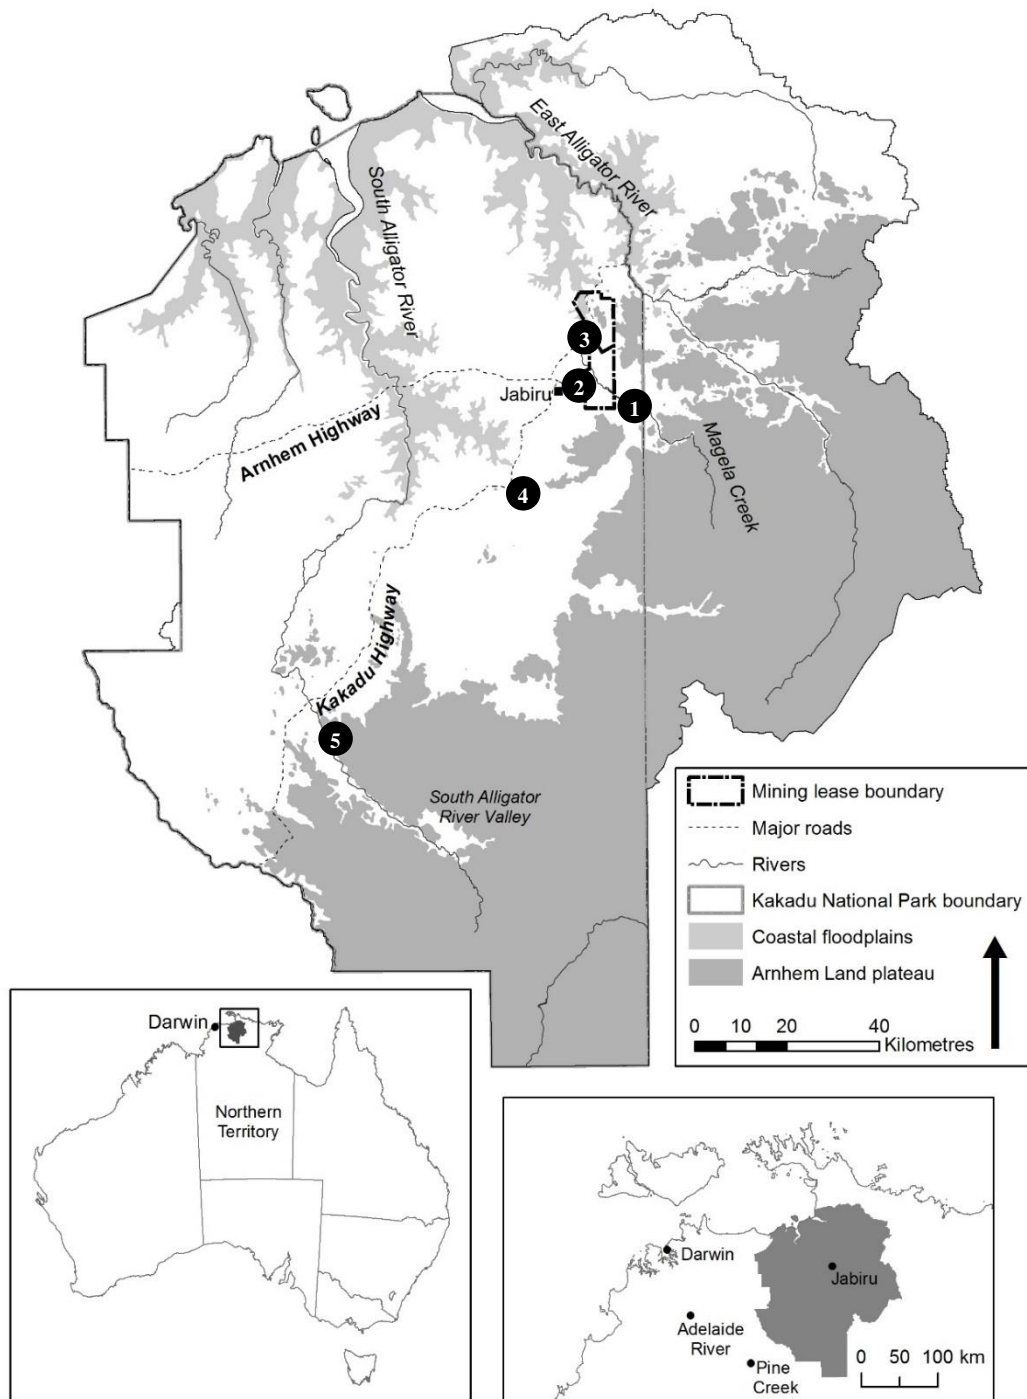 East Alligator River
South Alligator River
3
2
Jabiru
1
Arnhem Highway
Magela Creek
4
Kakadu Highway
5
South Alligator
River Valley
Mining lease boundary
Major roads
Rivers
Kakadu National Park boundary
Coastal floodplains
Arnhem Land plateau
0 10 20 40
Kilometres
Darwin
Northern
Territory
Darwin
Jabiru
Adelaide
River
Pine
Creek
0 50 100 km